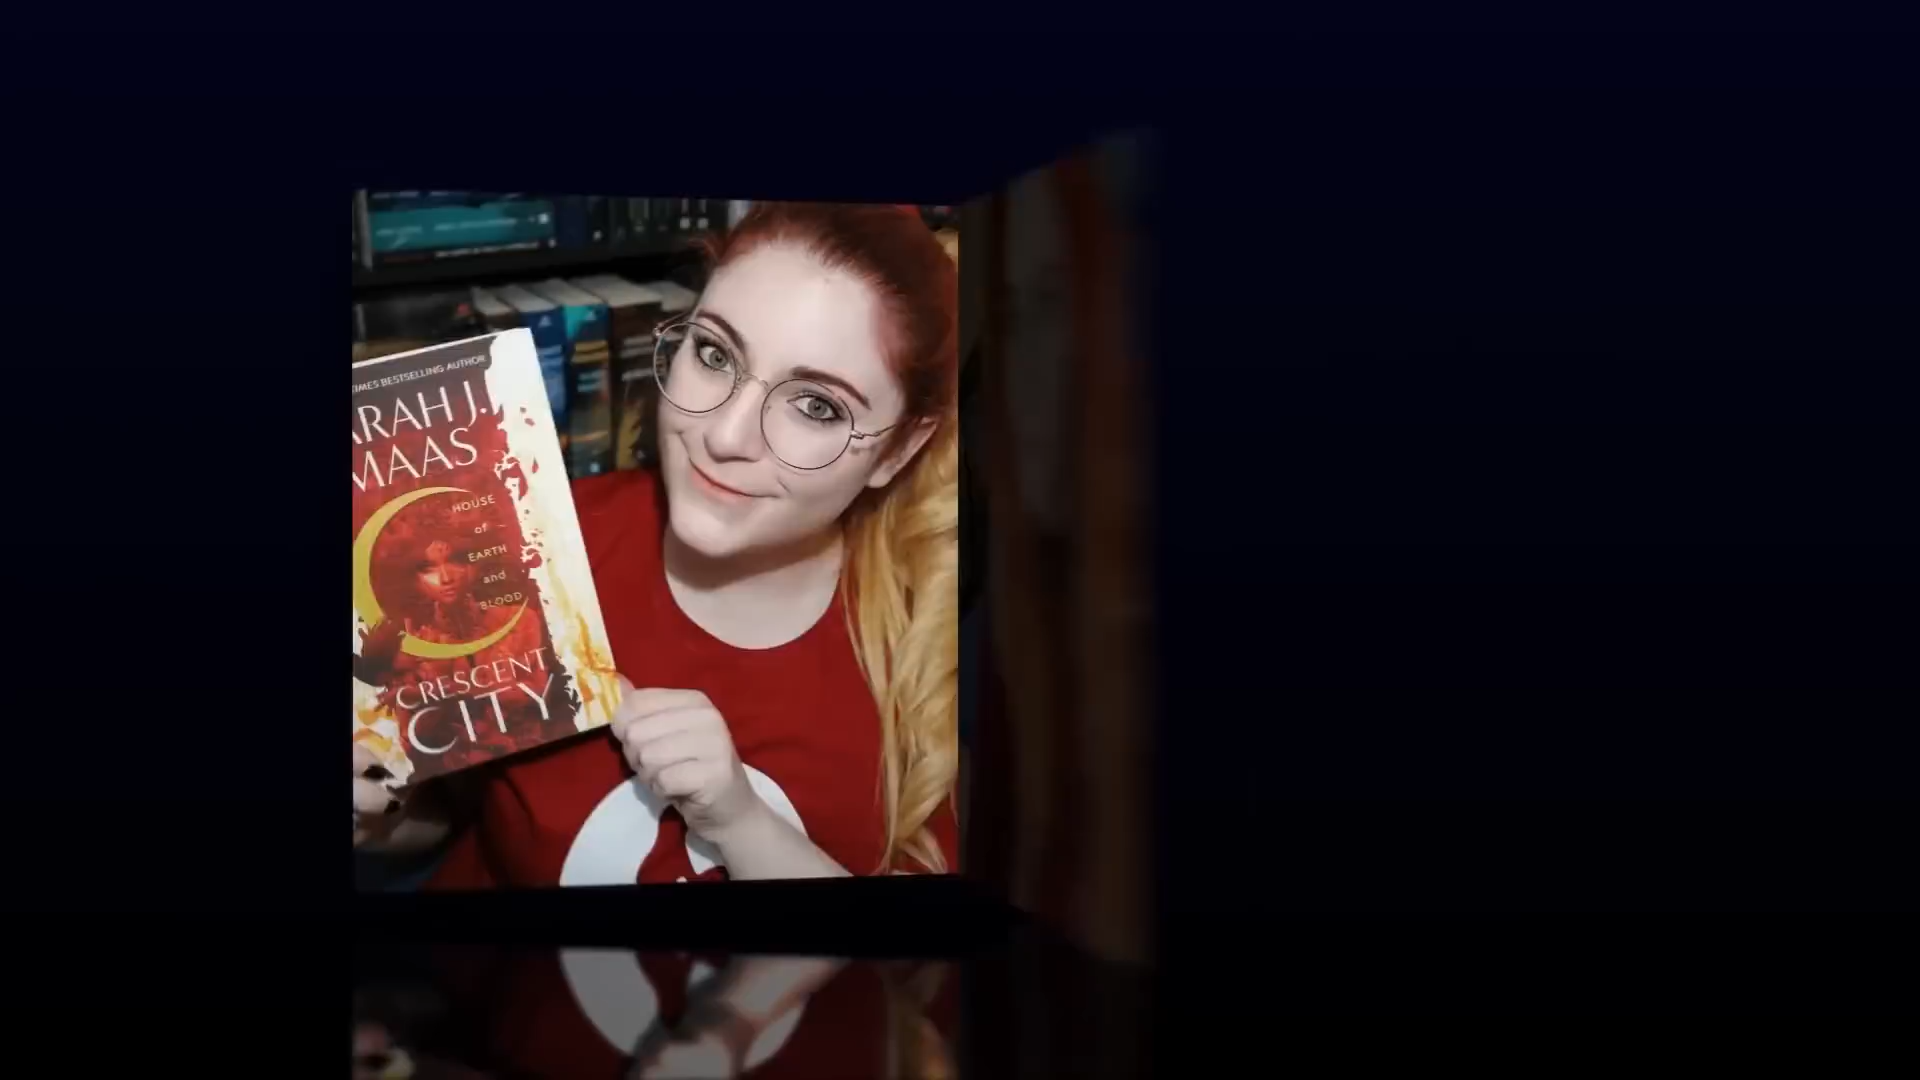 TIMES BESTSELLING AUTHOR
ARAH J.
MAAS
HOUSE
of
EARTH
and
BLOOD
CRESCENT
CITY